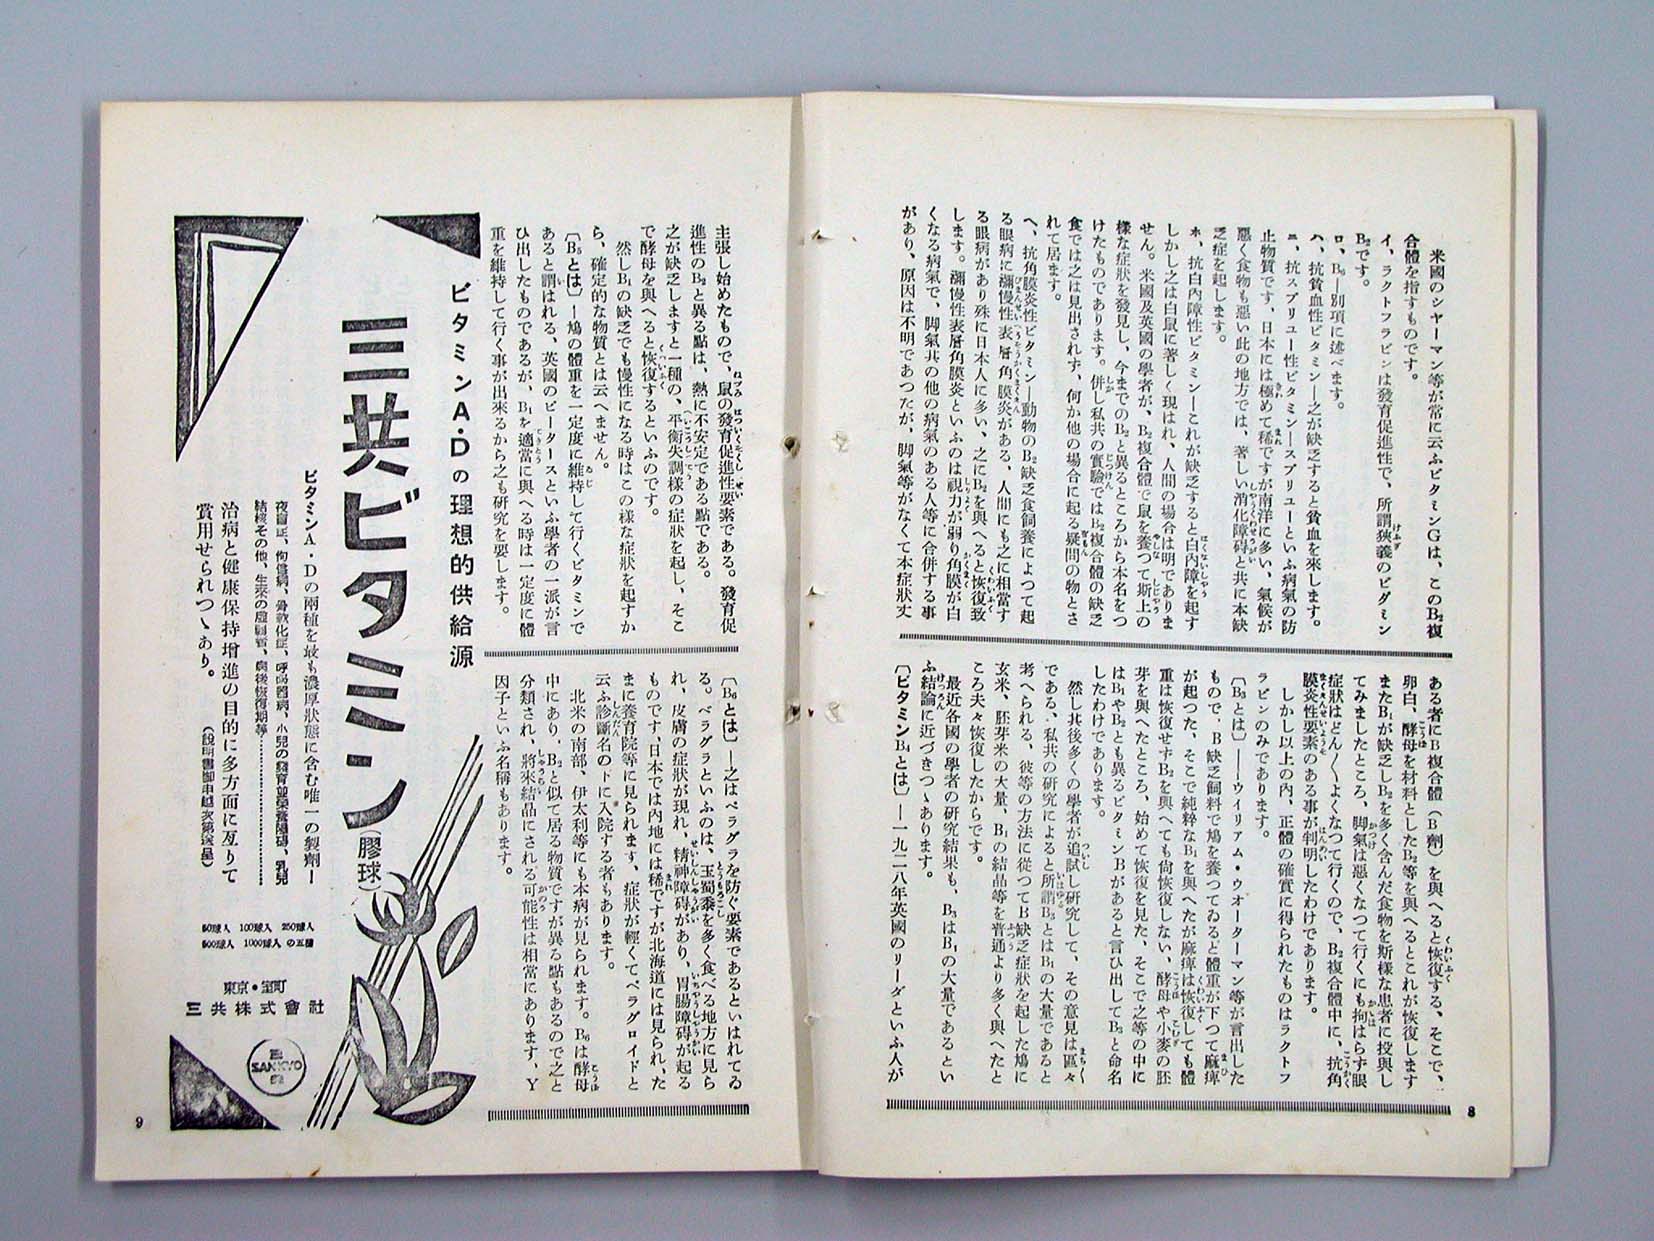 米國のシヤーマン等が常に云ふビタミンGは、このB₂複
合體を指すものです。
イ、ラクトフラビンは發育促進性で、所謂狹義のビタミン
B₂です。
ロ、B₆―別項に述べます。
ハ、抗貧血性ビタミン―之が缺乏すると貧血を來します。
ニ、抗スプリユー性ビタミン―スプリユーといふ病氣の防
止物質です、日本には極めて稀ですが南洋に多い、氣候が
惡く食物も惡い此の地方では、著しい消化障碍と共に本缺
乏症を起します。
ホ、抗白內障性ビタミン―これが缺乏すると白內障を起す
しかし之は白鼠に著しく現はれ、人間の場合は明でありま
せん。米國及英國の學者が、B₂複合體で鼠を養つて斯上の
樣な症狀を發見し、今までのB₂と異るところから本名をつ
けたものであります。併し私共の實驗ではB₂複合體の缺乏
食では之は見出されず、何か他の場合に起る疑問の物とさ
れて居ます。
ヘ、抗角膜炎性ビタミン―動物のB₂缺乏食飼養によつて起
る眼病に瀰慢性表層角膜炎がある、人間にも之に相當す
る眼病があり殊に日本人に多い、之にB₂を與へると恢復致
します。瀰慢性表層角膜炎といふのは視力が弱り角膜が白
くなる病氣で、脚氣其の他の病氣のある人等に合併する事
があり、原因は不明であつたが、脚氣等がなくて本症狀丈
ある者にB複合體(B劑)を與へると恢復する、そこで、
卵白、酵母を材料としたB₂等を與へるとこれが恢復します
またB₁が缺乏しB₂を多く含んだ食物を斯樣な患者に投與し
てみましたところ、脚氣は惡くなつて行くにも拘はらず眼
症狀はどん〱よくなつて行くので、B₂複合體中に、抗角
膜炎性要素のある事が判明したわけであります。
しかし以上の內、正體の確實に得られたものはラクトフ
ラビンのみであります。
〔B₃とは〕――ウイリアム・ウオーターマン等が言出した
もので、B缺乏飼料で鳩を養つてゐると體重が下つて麻痺
が起つた、そこで純粹なB₁を與へたが麻痺は恢復しても體
重は恢復せずB₂を與へても尙恢復しない、酵母や小麥の胚
芽を與へたところ、始めて恢復を見た、そこで之等の中に
はB₁やB₂とも異るビタミンBがあると言ひ出してB₃と命名
したわけであります。
然し其後多くの學者が追試し研究して、その意見は區々
である、私共の硏究によると所謂B₃とはB₁の大量であると
考へられる、彼等の方法に從つてB缺乏症狀を起した鳩に
玄米、胚芽米の大量、B₁の結晶等を普通より多く與へたと
ころ夫々恢復したからです。
最近各國の學者の硏究結果も、B₃はB₁の大量であるとい
ふ結論に近づきつゝあります。
〔ビタミンB₄とは〕―一九二八年英國のリーダといふ人が
8
主張し始めたもので、鼠の發育促進性要素である。發育促
進性のB₂と異る點は、熱に不安定である點である。
之が缺乏しますと一種の、平衡失調樣の症狀を起し、そこ
で酵母を與へると恢復するといふのです。
然しB₁の缺乏でも慢性になる時はこの樣な症狀を起すか
ら、確定的な物質とは云へません。
〔B₅とは〕―鳩の體重を一定度に維持して行くビタミンで
あると謂はれる、英國のピータースといふ學者の一派が言
ひ出したものであるが、B₁を適當に與へる時は一定度に體
重を維持して行く事が出來るから之も硏究を要します。
〔B₆とは〕―之はペラグラを防ぐ要素であるといはれてゐ
る。ペラグラといふのは、玉蜀黍を多く食べる地方に見ら
れ、皮膚の症狀が現れ、精神障碍があり、胃腸障碍が起る
ものです、日本では內地には稀ですが北海道には見られ、た
まに養育院等に見られます、症狀が輕くてペラグロイドと
云ふ診斷名の下に入院する者もあります。
北米の南部、伊太利等にも本病が見られます。B₆は酵母
中にあり、B₂と似て居る物質ですが異る點もあるので之と
分類され、將來結晶にされる可能性は相當にあります、Y
因子といふ名稱もあります。
ビタミンA・Dの理想的供給源
三共ビタミン(膠球)
ビタミンA・Dの兩種を最も濃厚狀態に含む唯一の製劑―
夜盲症、佝僂病、骨軟化症、呼吸器病、小兒の發育並榮養障碍、乳兒
結核その他、生來の虛弱者、病後恢復期等
治病と健康保持增進の目的に多方面に亙りて
賞用せられつゝあり。
(說明書御申越次第送呈)
50球入 100球入 250球入
500球入 1000球入 の五種
東京・室町
三共株式會社
三
SANKYO
共
9